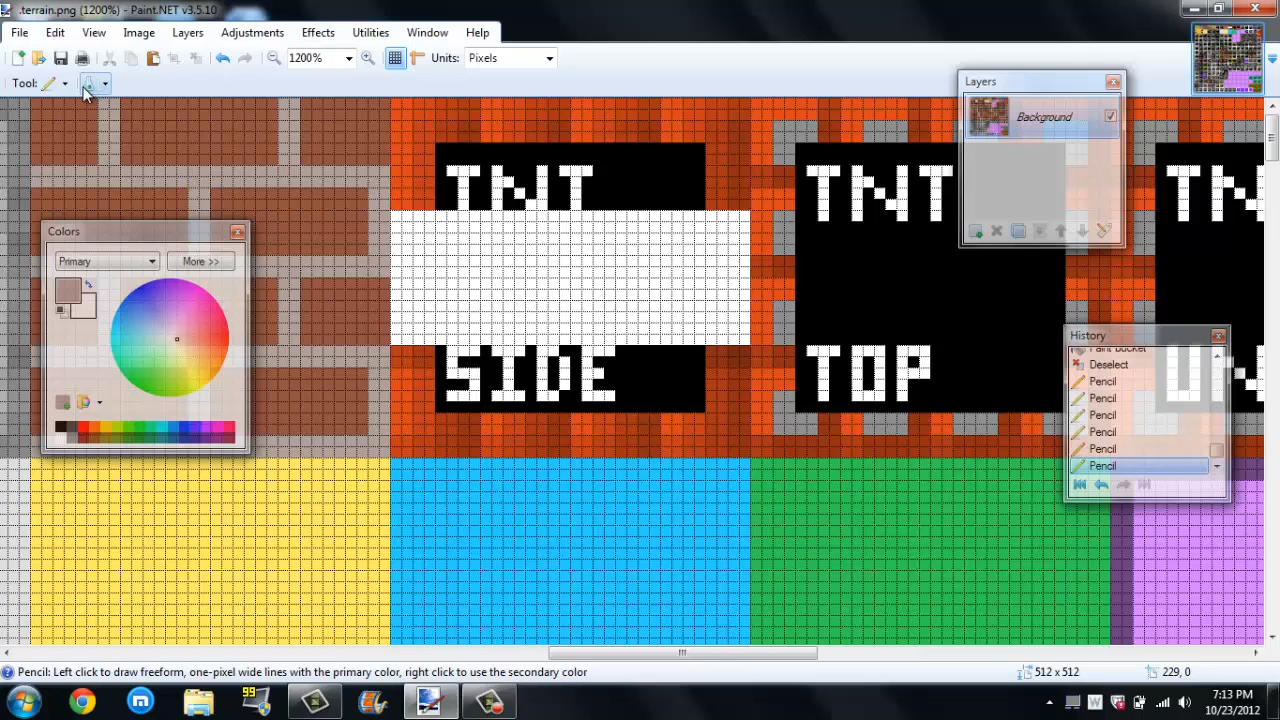 .terrain.png (1200%) - Paint.NET v3.5.10
File Edit View Image Layers Adjustments Effects Utilities Window Help
1200% Units: Pixels
Tool:
Layers
Background
TNT TNT
Colors
Primary More >>
History
Paint Bucket
Deselect
Pencil
Pencil
Pencil
Pencil
Pencil
Pencil
SIDE TOP
Pencil: Left click to draw freeform, one-pixel wide lines with the primary color, right click to use the secondary color
512 x 512 229, 0
99
7:13 PM
10/23/2012